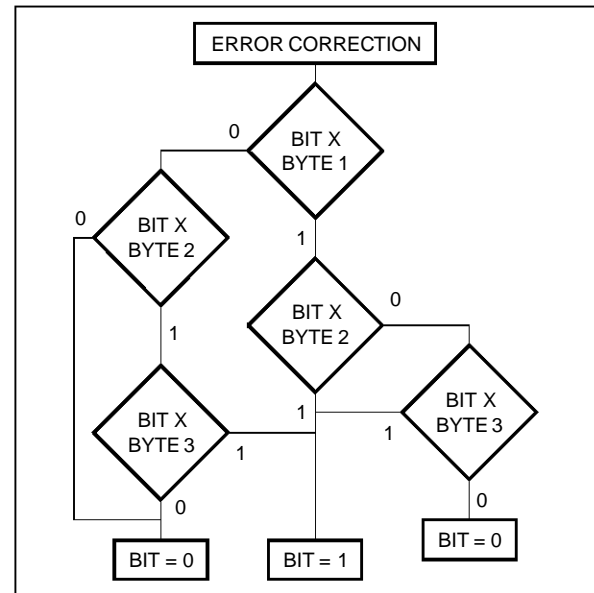 ERROR CORRECTION
BIT X
BYTE 1
0
1
BIT X
BYTE 2
0
1
BIT X
BYTE 2
0
1
BIT X
BYTE 3
1
0
BIT X
BYTE 3
1
0
BIT = 0
BIT = 1
BIT = 0